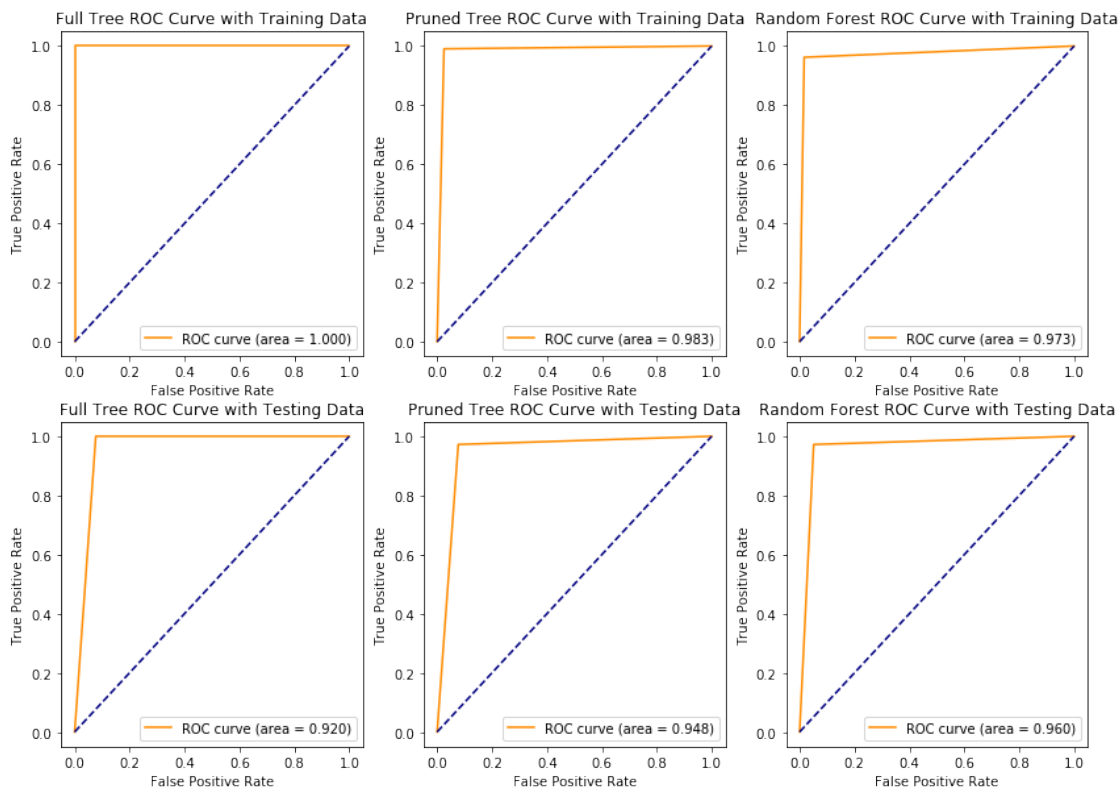 Full Tree ROC Curve with Training Data
1.0
0.8
0.6
0.4
0.2
0.0
True Positive Rate
ROC curve (area = 1.000)
0.0 0.2 0.4 0.6 0.8 1.0
False Positive Rate
Pruned Tree ROC Curve with Training Data
1.0
0.8
0.6
0.4
0.2
0.0
True Positive Rate
ROC curve (area = 0.983)
0.0 0.2 0.4 0.6 0.8 1.0
False Positive Rate
Random Forest ROC Curve with Training Data
1.0
0.8
0.6
0.4
0.2
0.0
True Positive Rate
ROC curve (area = 0.973)
0.0 0.2 0.4 0.6 0.8 1.0
False Positive Rate
Full Tree ROC Curve with Testing Data
1.0
0.8
0.6
0.4
0.2
0.0
True Positive Rate
ROC curve (area = 0.920)
0.0 0.2 0.4 0.6 0.8 1.0
False Positive Rate
Pruned Tree ROC Curve with Testing Data
1.0
0.8
0.6
0.4
0.2
0.0
True Positive Rate
ROC curve (area = 0.948)
0.0 0.2 0.4 0.6 0.8 1.0
False Positive Rate
Random Forest ROC Curve with Testing Data
1.0
0.8
0.6
0.4
0.2
0.0
True Positive Rate
ROC curve (area = 0.960)
0.0 0.2 0.4 0.6 0.8 1.0
False Positive Rate